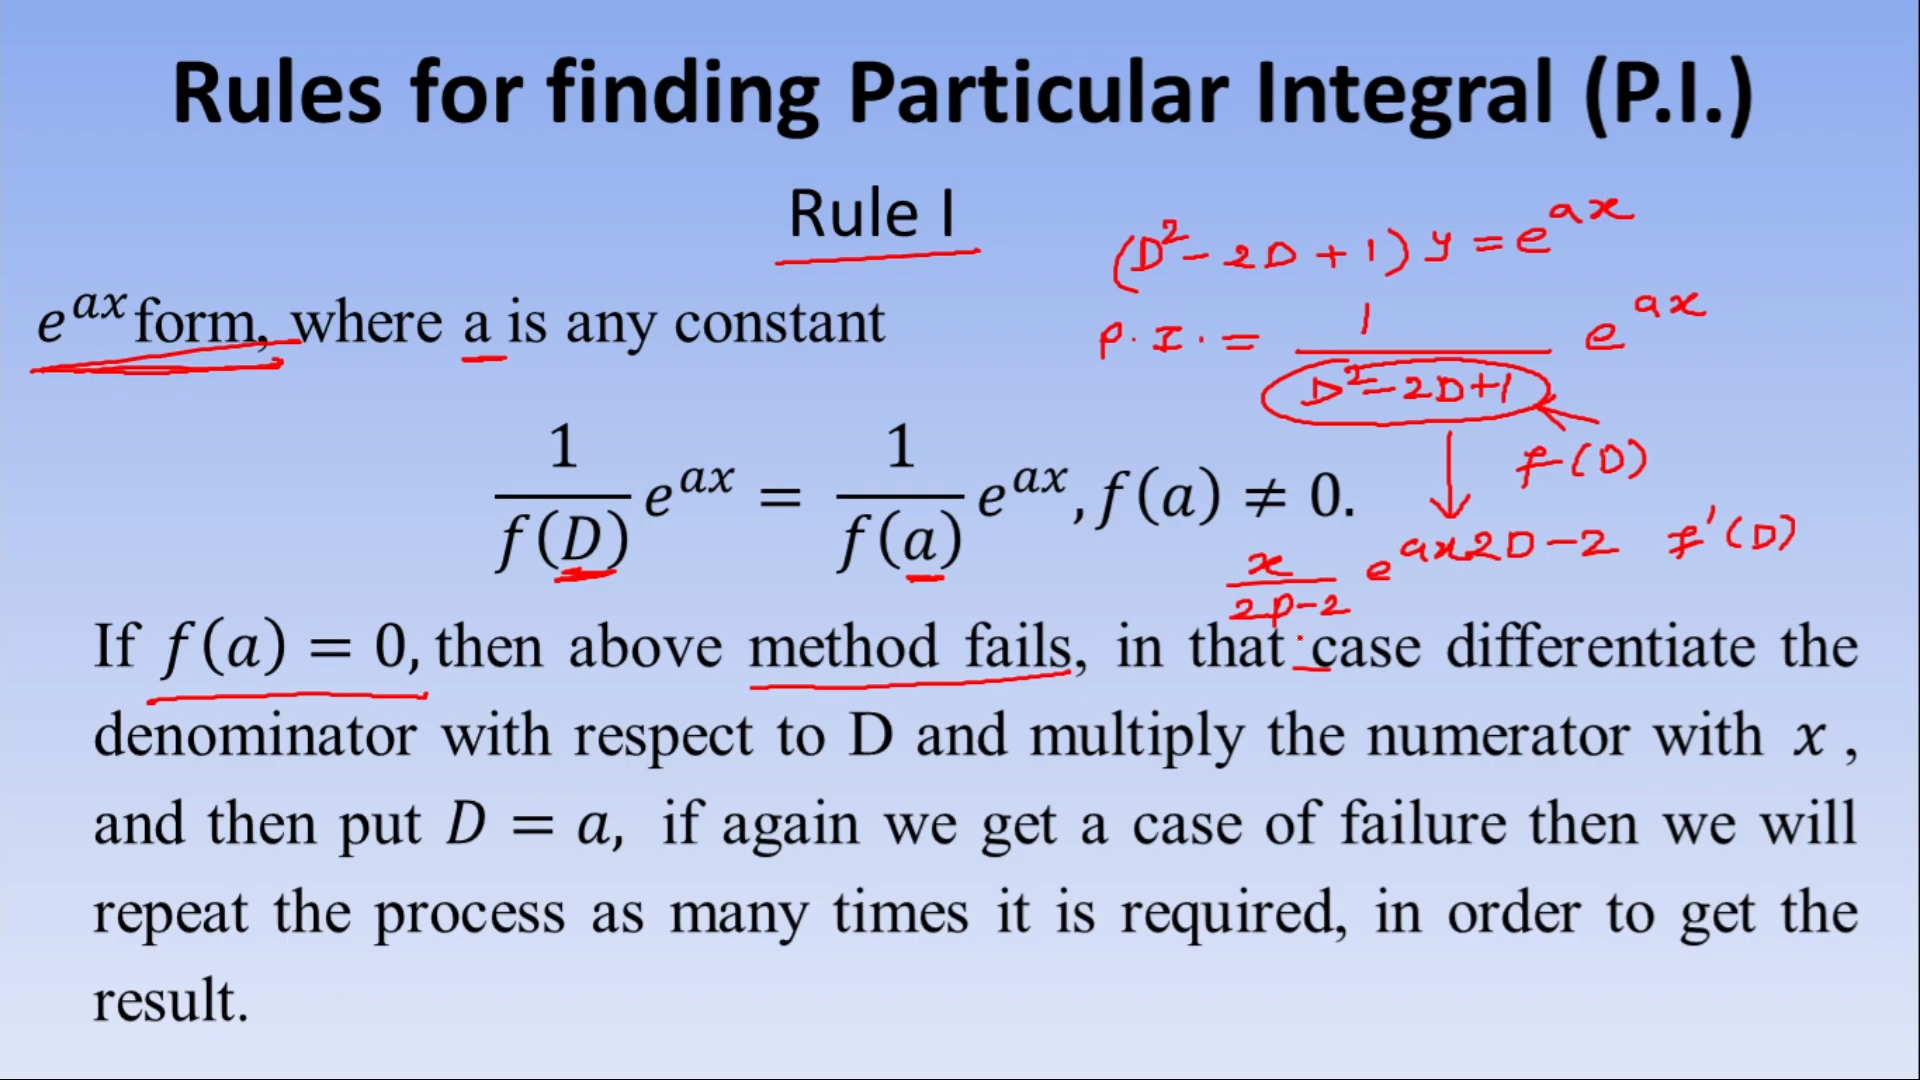 Rules for finding Particular Integral (P.I.)
Rule I
(D² - 2D + 1) y = e^{ax}
e^{ax} form, where a is any constant
P. I. = 1/(D² - 2D + 1) e^{ax}
f(D)
1/f(D) e^{ax} = 1/f(a) e^{ax}, f(a) ≠ 0.
2D - 2 f'(D)
x/(2D - 2) e^{ax}
If f(a) = 0, then above method fails, in that case differentiate the
denominator with respect to D and multiply the numerator with x ,
and then put D = a, if again we get a case of failure then we will
repeat the process as many times it is required, in order to get the
result.